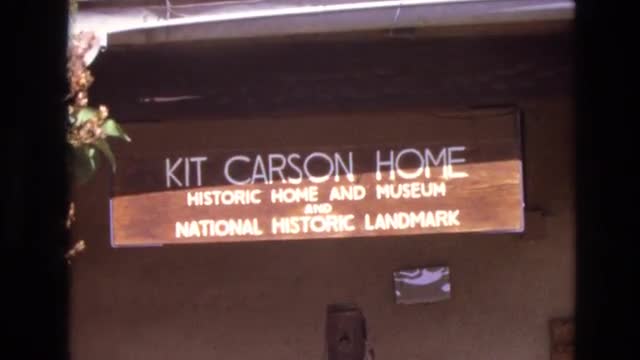 KIT CARSON HOME
HISTORIC HOME AND MUSEUM
AND
NATIONAL HISTORIC LANDMARK